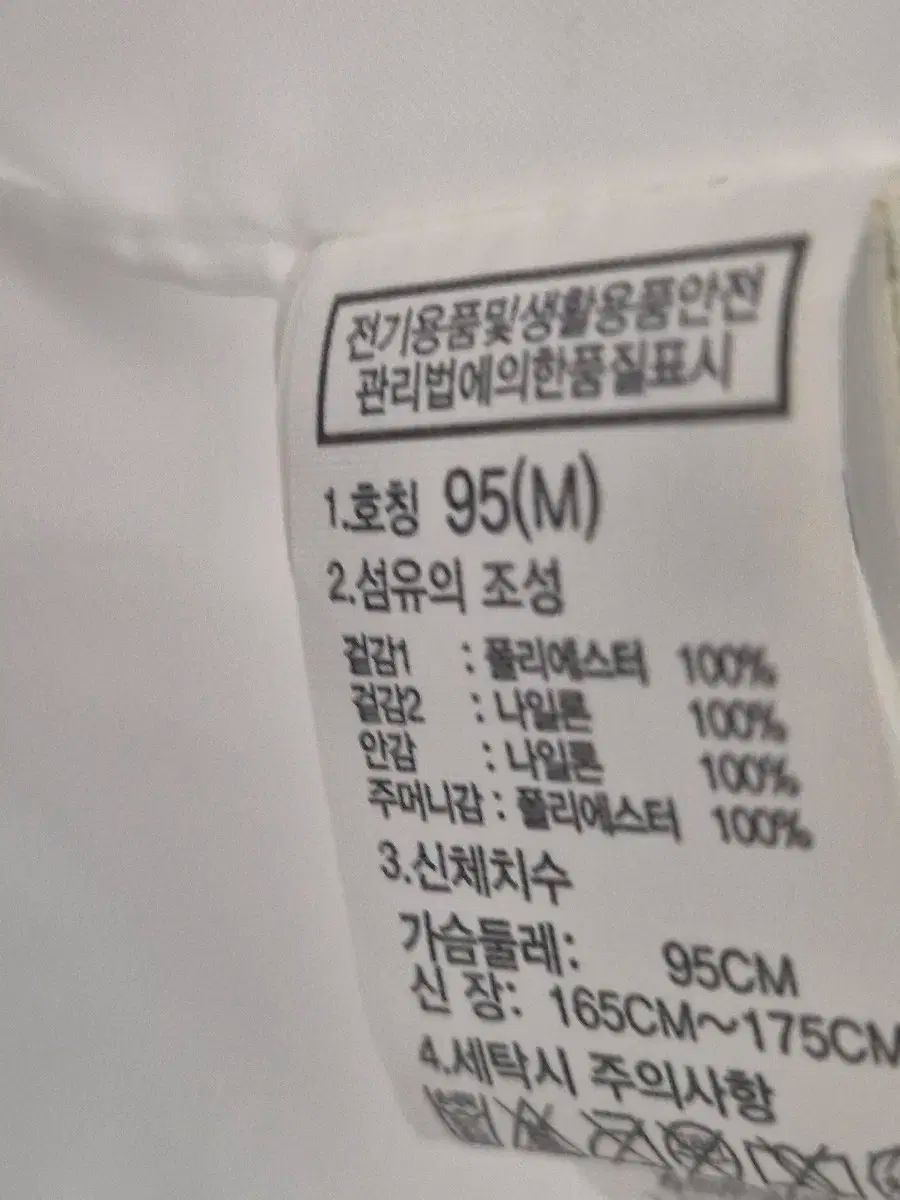 전기용품및생활용품안전
관리법에의한품질표시
1.호칭 95(M)
2.섬유의 조성
겉감1 : 폴리에스터 100%
겉감2 : 나일론 100%
안감 : 나일론 100%
주머니감 : 폴리에스터 100%
3.신체치수
가슴둘레: 95CM
신 장: 165CM~175CM
4.세탁시 주의사항